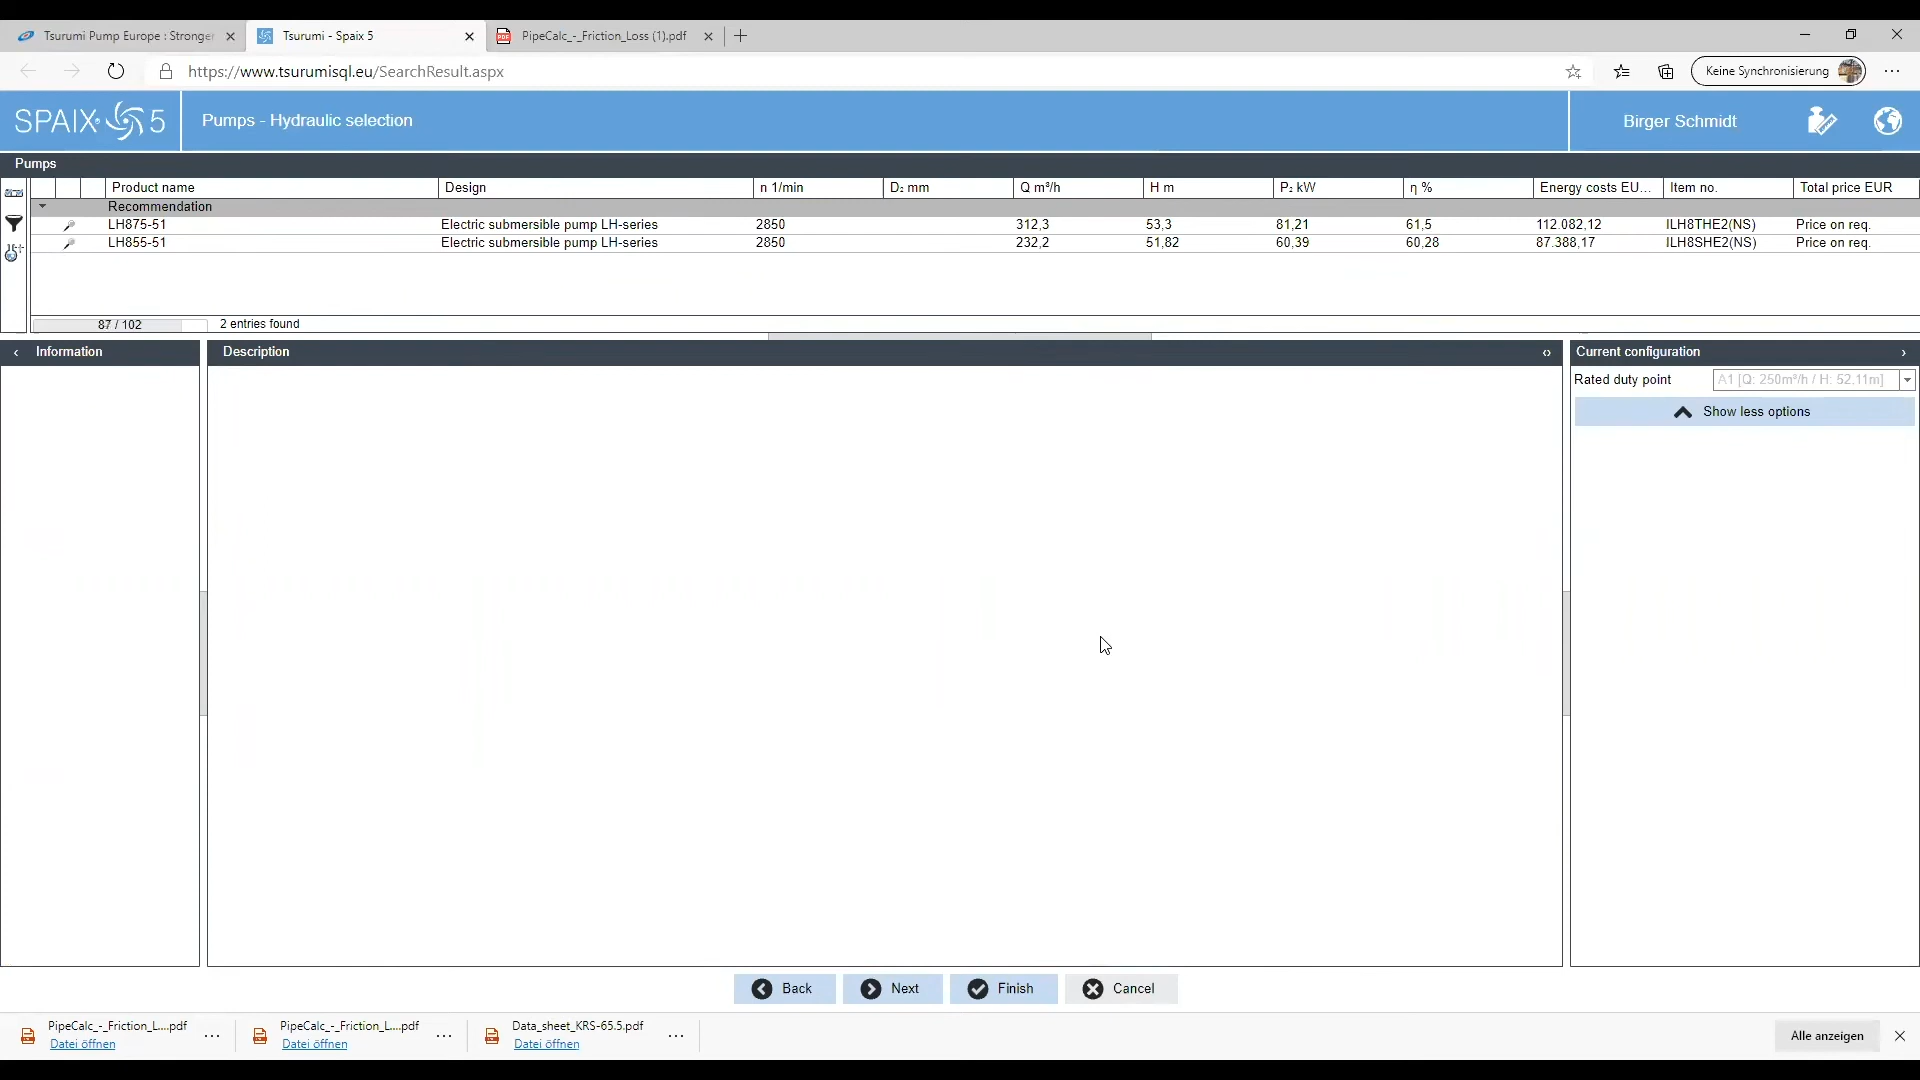 Tsurumi Pump Europe : Stronger
Tsurumi - Spaix 5
PipeCalc_-_Friction_Loss (1).pdf
https://www.tsurumisql.eu/SearchResult.aspx
Keine Synchronisierung
SPAIX 5
Pumps - Hydraulic selection
Birger Schmidt
Pumps
Product name Design n 1/min D₂ mm Q m³/h H m P₂ kW η % Energy costs EU... Item no. Total price EUR
Recommendation
LH875-51 Electric submersible pump LH-series 2850 312,3 53,3 81,21 61,5 112.082,12 ILH8THE2(NS) Price on req.
LH855-51 Electric submersible pump LH-series 2850 232,2 51,82 60,39 60,28 87.388,17 ILH8SHE2(NS) Price on req.
87 / 102 2 entries found
Information
Description
Current configuration
Rated duty point A1 [Q: 250m³/h / H: 52,11m]
Show less options
Back Next Finish Cancel
PipeCalc_-_Friction_L....pdf
Datei öffnen
PipeCalc_-_Friction_L....pdf
Datei öffnen
Data_sheet_KRS-65.5.pdf
Datei öffnen
Alle anzeigen